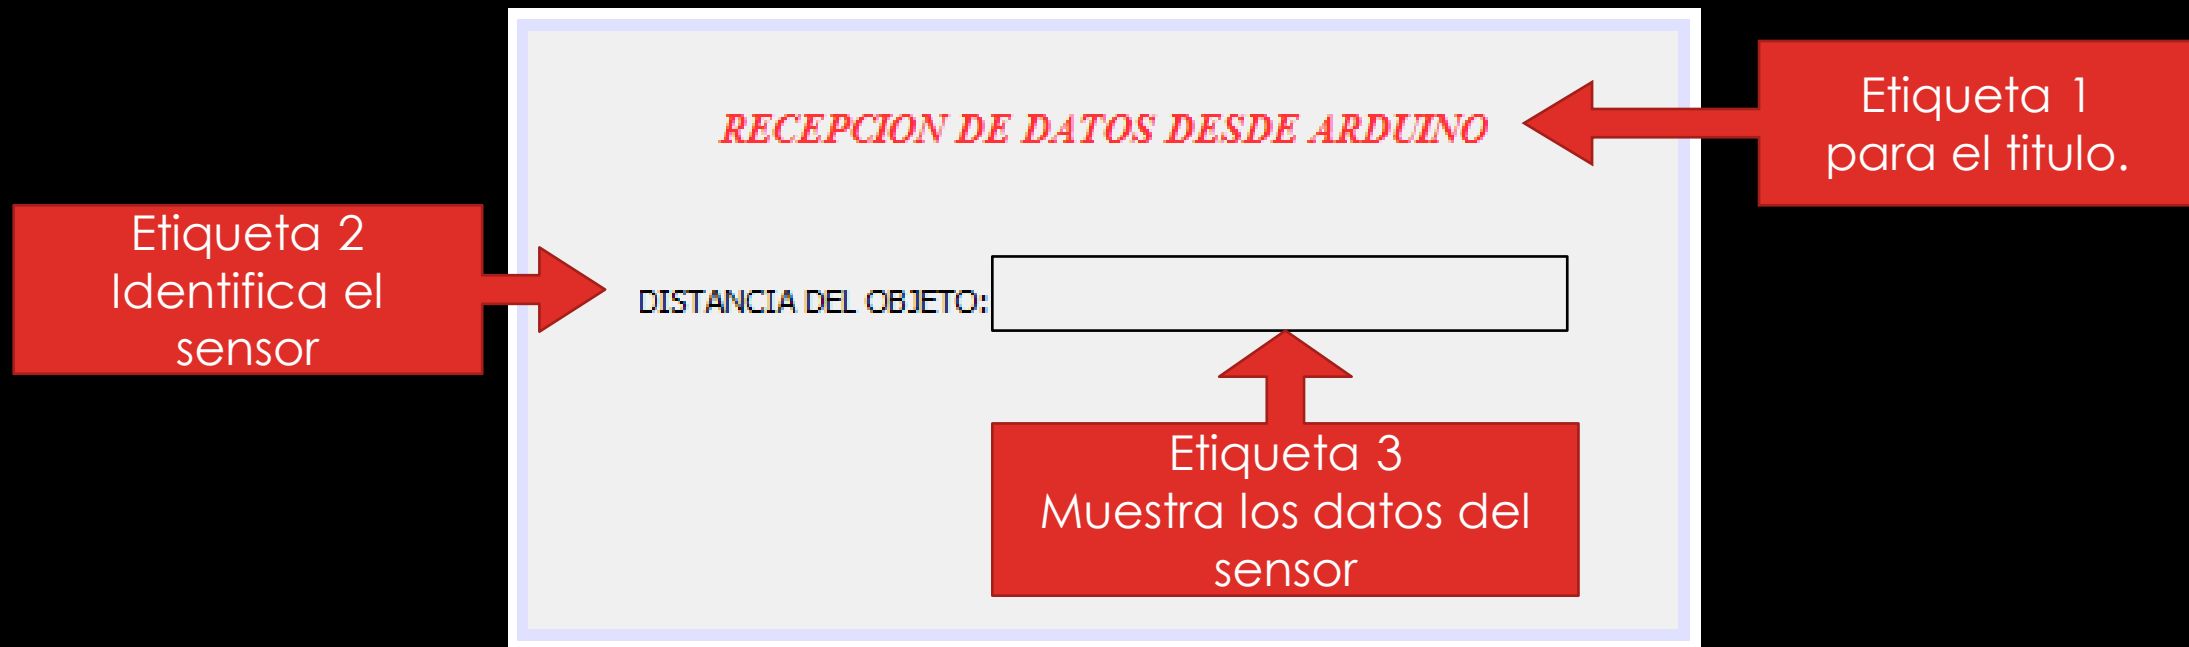 RECEPCION DE DATOS DESDE ARDUINO
Etiqueta 1
para el titulo.
Etiqueta 2
Identifica el
sensor
DISTANCIA DEL OBJETO:
Etiqueta 3
Muestra los datos del
sensor